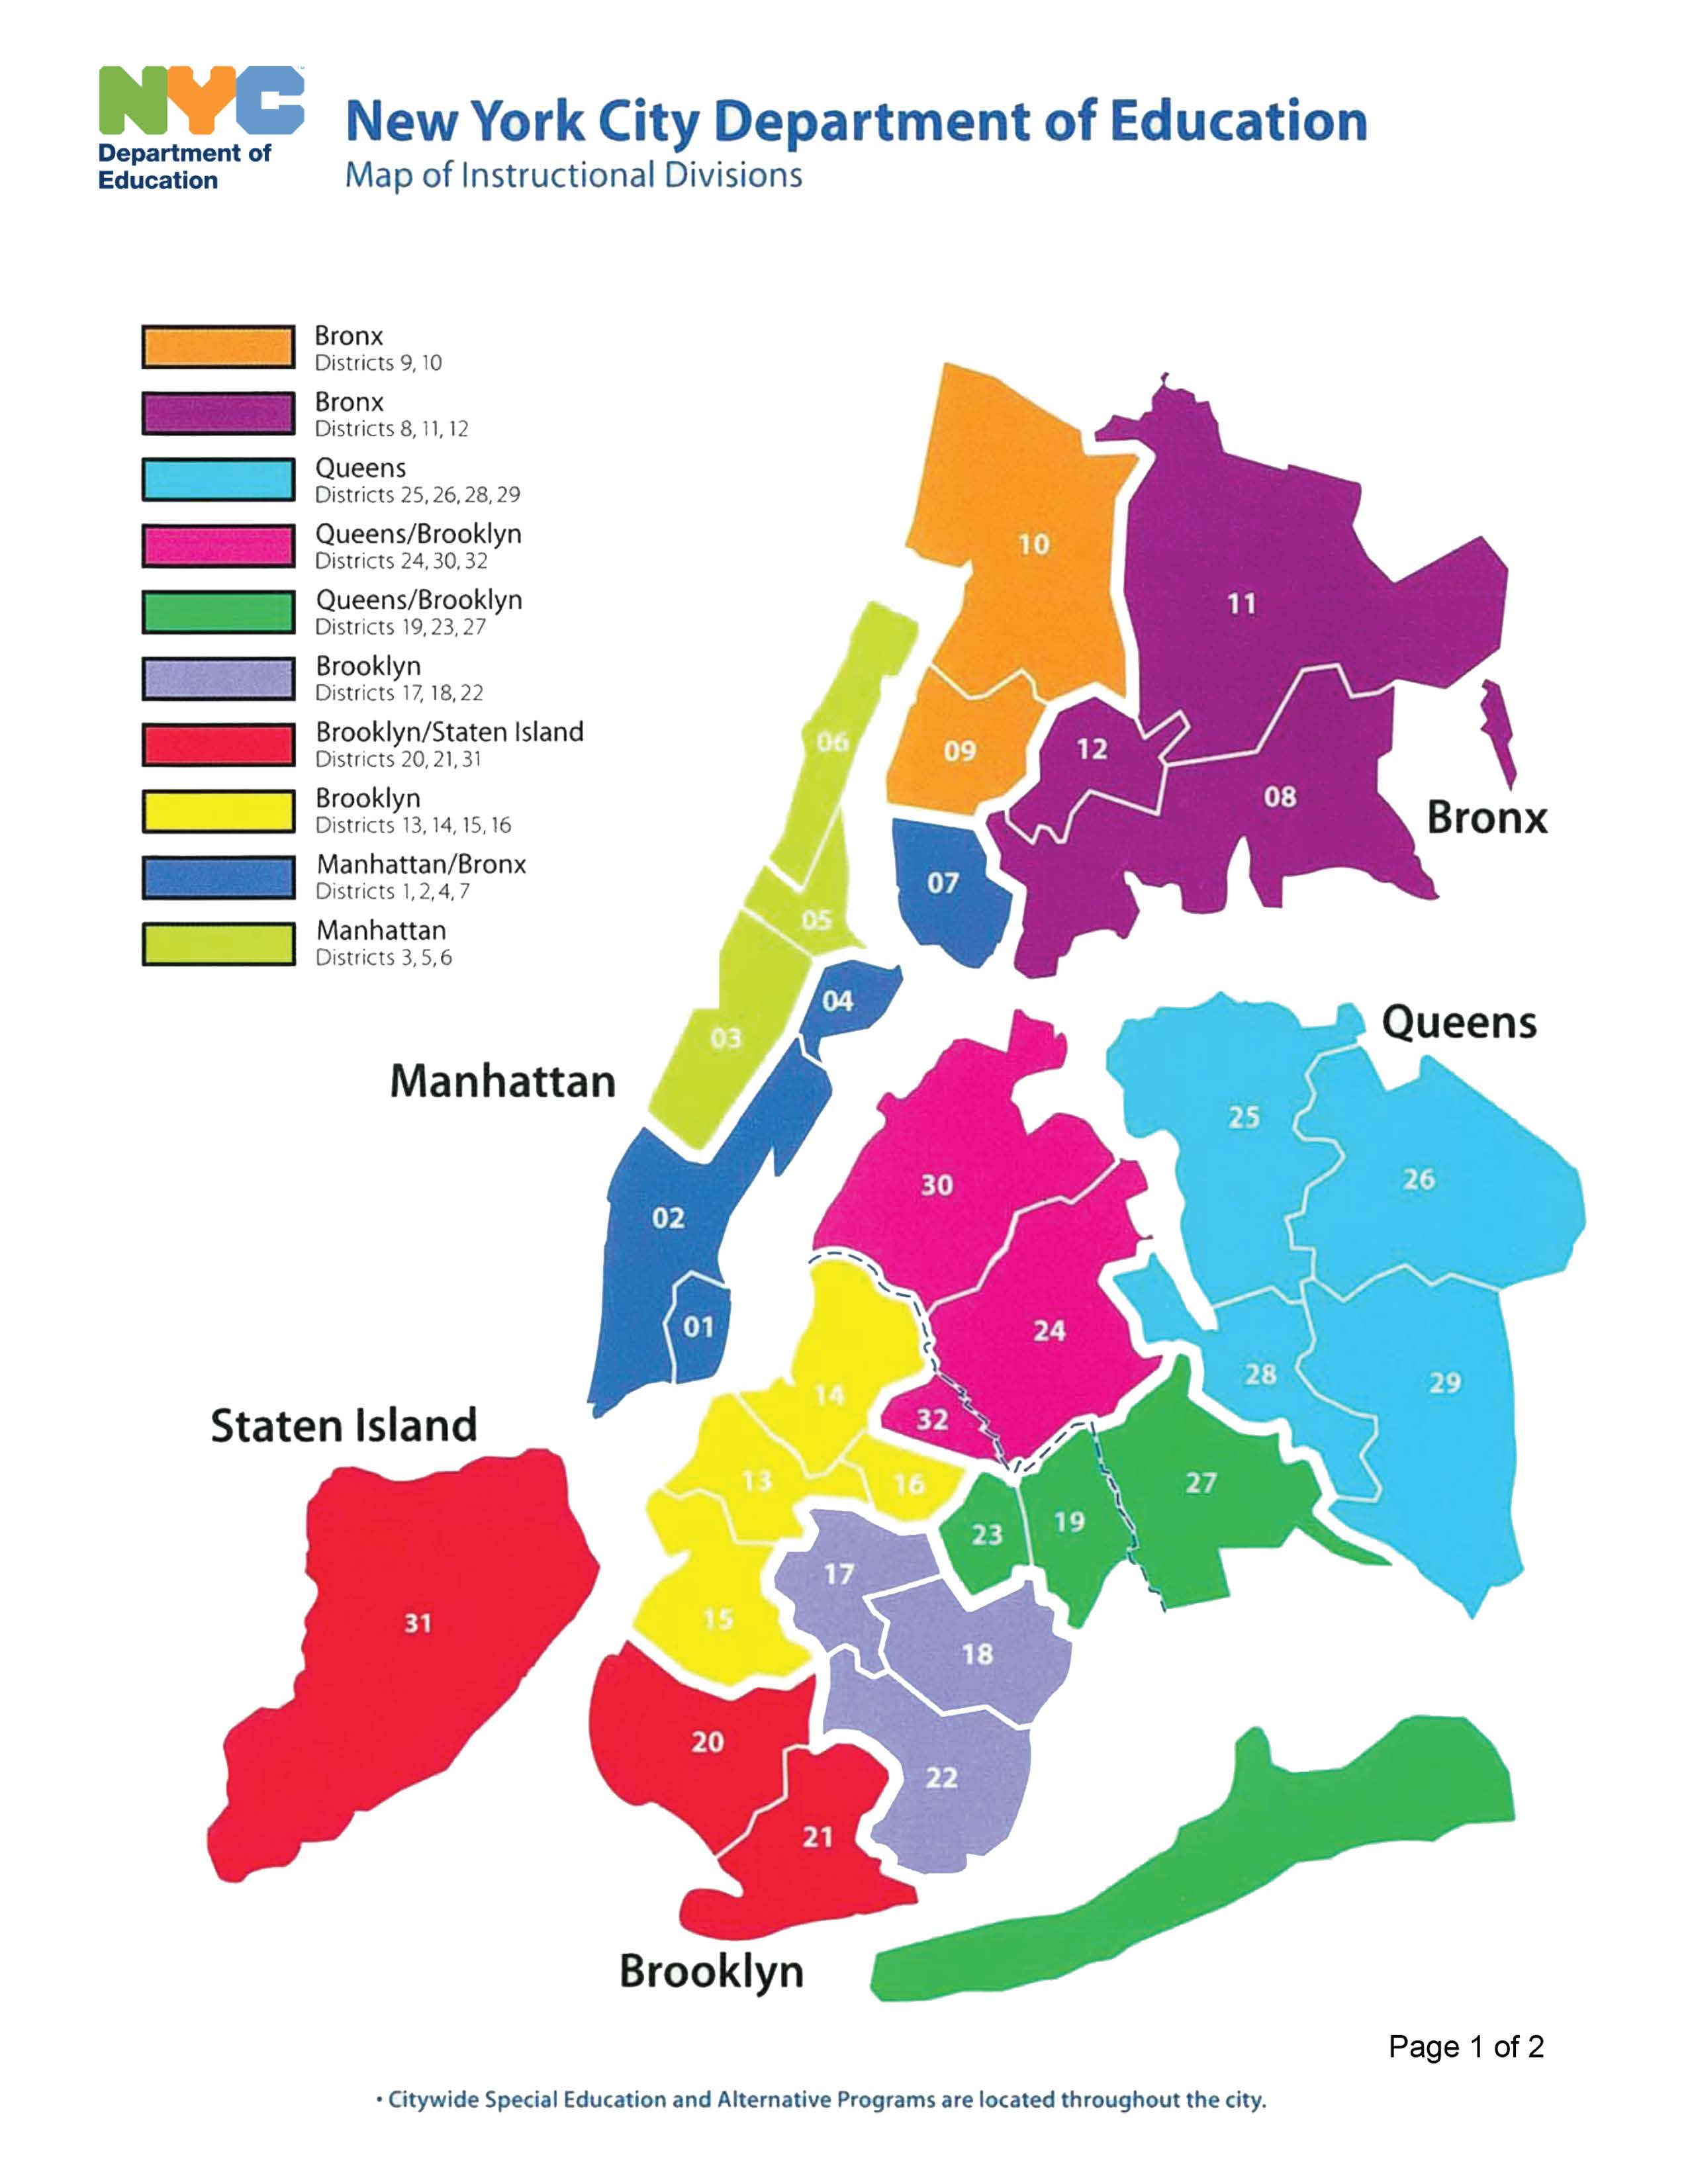 NYC
Department of
Education
New York City Department of Education
Map of Instructional Divisions
Bronx
Districts 9, 10
Bronx
Districts 8, 11, 12
Queens
Districts 25, 26, 28, 29
Queens/Brooklyn
Districts 24, 30, 32
Queens/Brooklyn
Districts 19, 23, 27
Brooklyn
Districts 17, 18, 22
Brooklyn/Staten Island
Districts 20, 21, 31
Brooklyn
Districts 13, 14, 15, 16
Manhattan/Bronx
Districts 1, 2, 4, 7
Manhattan
Districts 3, 5, 6
10
11
06
09
12
08
Bronx
07
05
04
Queens
03
Manhattan
25
26
30
02
01
24
28
29
14
32
Staten Island
13
16
27
23
19
17
31
15
18
20
22
21
Brooklyn
Page 1 of 2
• Citywide Special Education and Alternative Programs are located throughout the city.